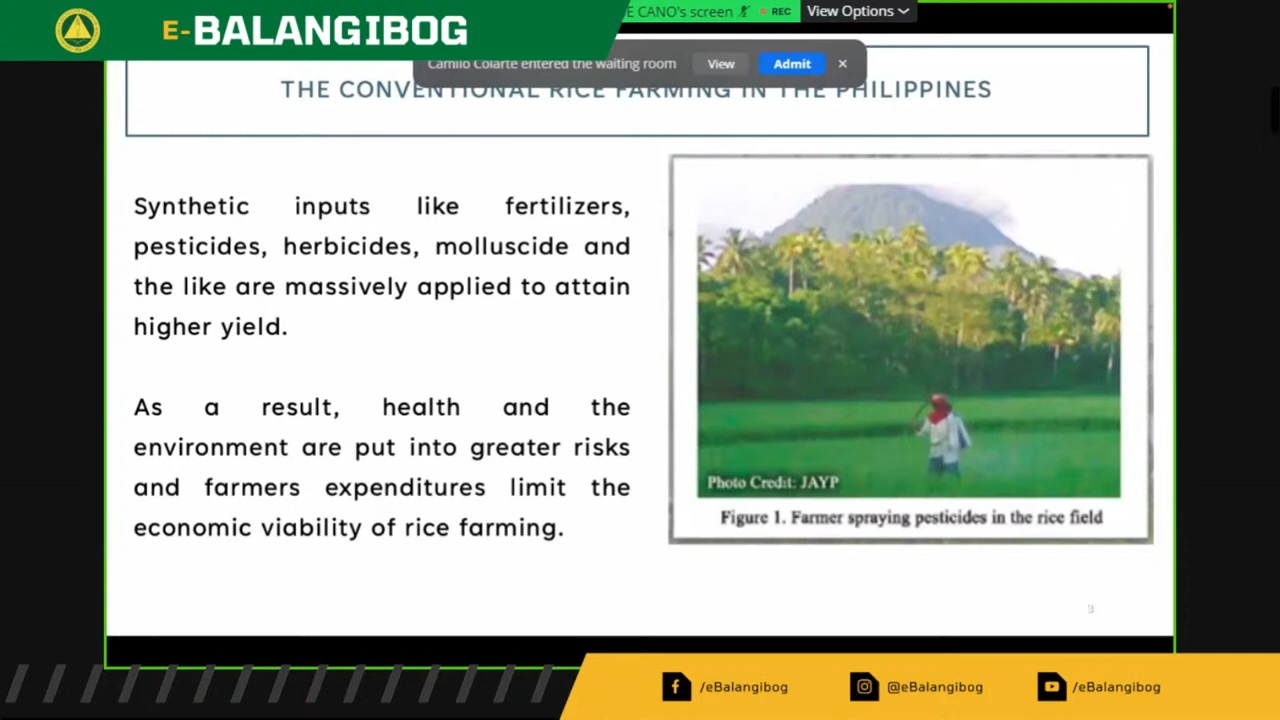 E-BALANGIBOG
E CANO's screen
REC
View Options
Camilo Colarte entered the waiting room
View
Admit
THE CONVENTIONAL RICE FARMING IN THE PHILIPPINES
Synthetic inputs like fertilizers,
pesticides, herbicides, molluscide and
the like are massively applied to attain
higher yield.
As a result, health and the
environment are put into greater risks
and farmers expenditures limit the
economic viability of rice farming.
Photo Credit: JAYP
Figure 1. Farmer spraying pesticides in the rice field
3
/eBalangibog
@eBalangibog
/eBalangibog